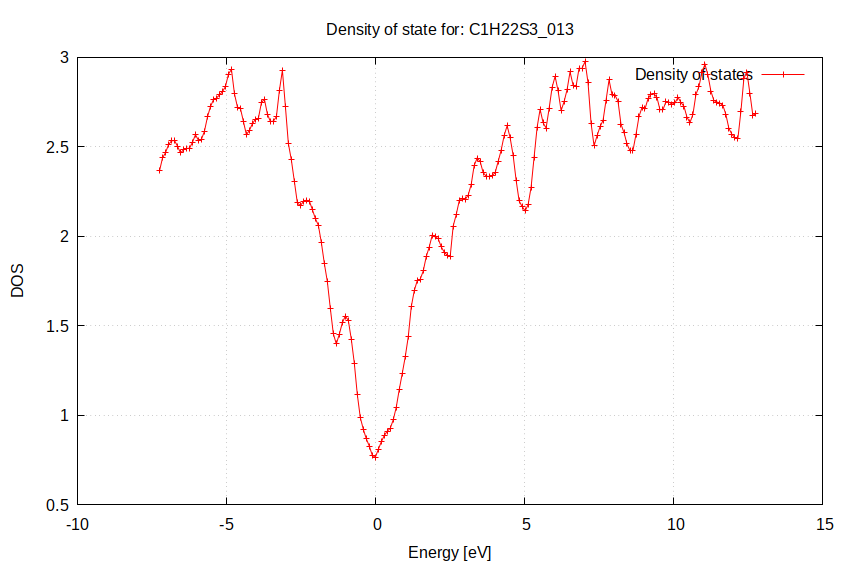 Density of state for: C1H22S3_013
Density of states
3
2.5
2
1.5
1
0.5
DOS
-10 -5 0 5 10 15
Energy [eV]